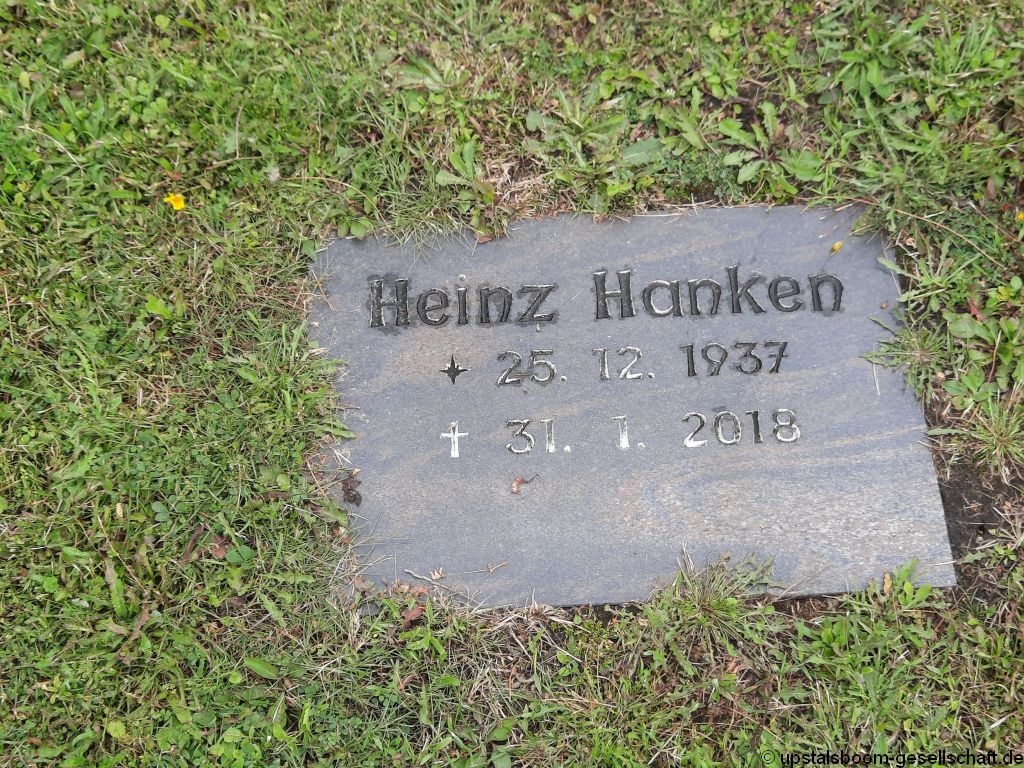 Heinz Hanken
25. 12. 1937
† 31. 1. 2018
© upstalsboom-gesellschaft.de